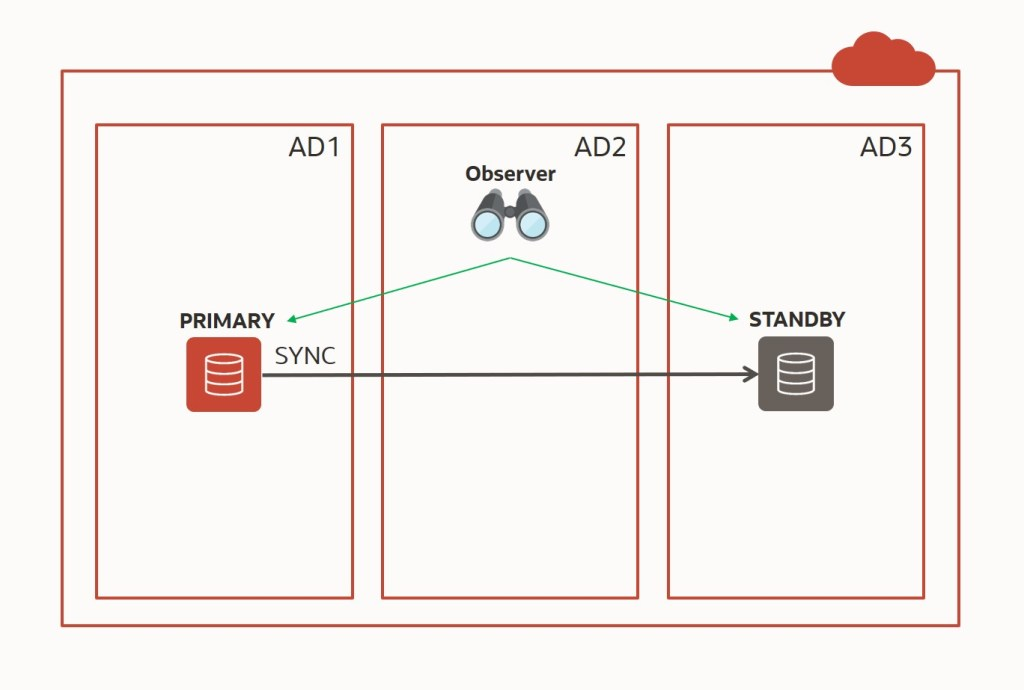 AD1
AD2
AD3
Observer
PRIMARY
STANDBY
SYNC